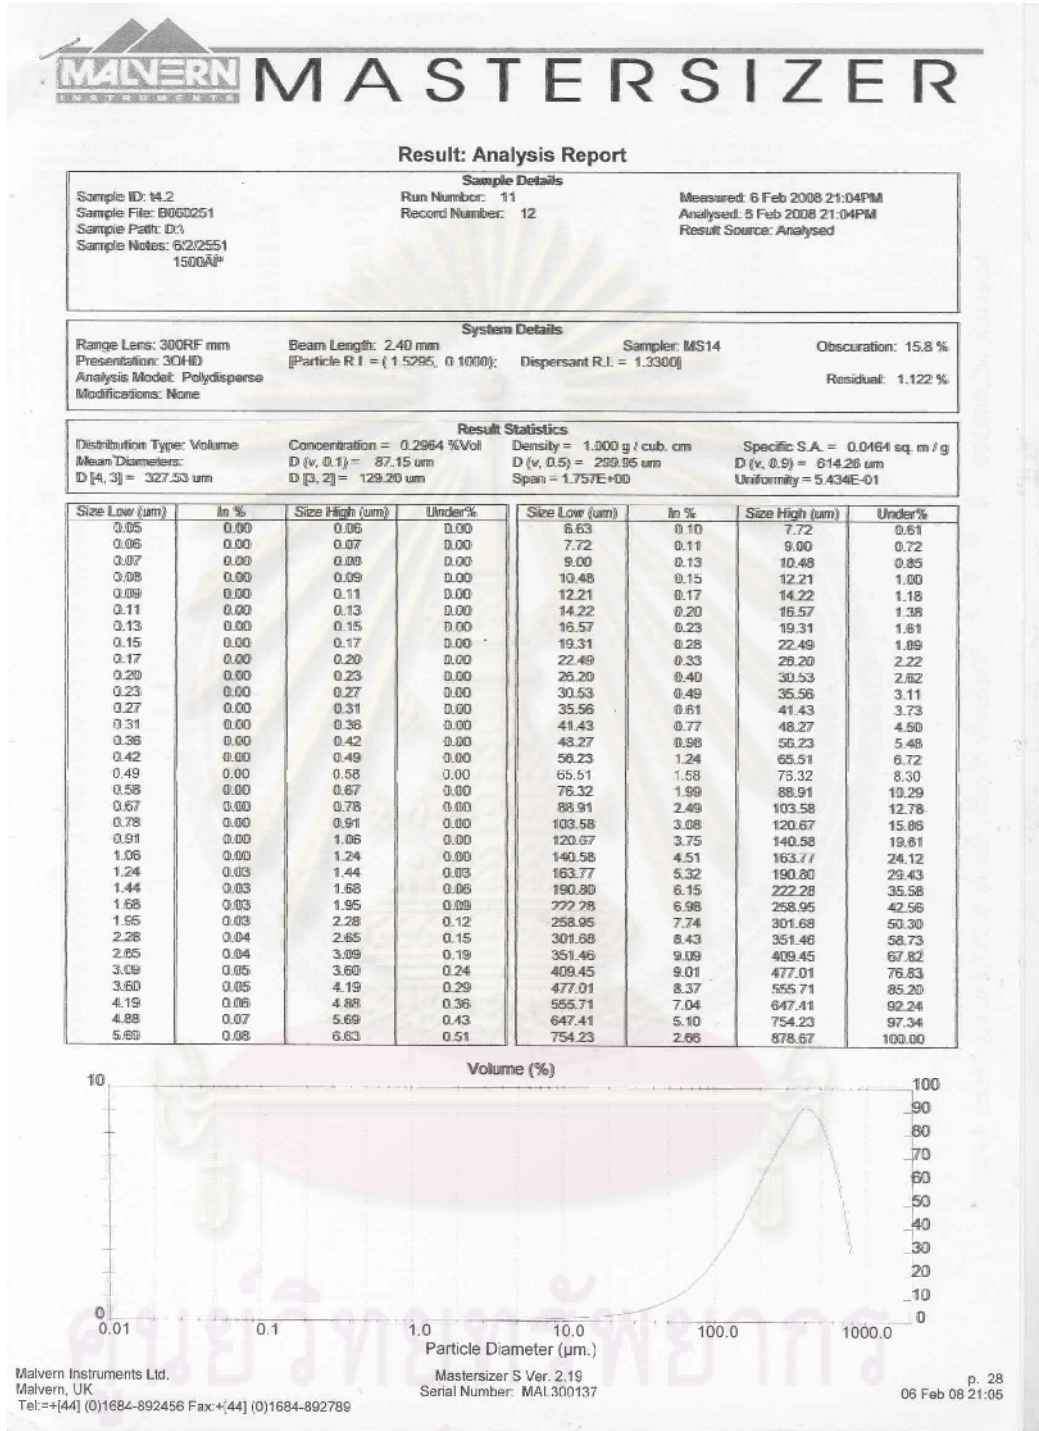 MALVERN
INSTRUMENTS
MASTERSIZER
Result: Analysis Report
Sample Details
Sample ID: t4.2 Run Number: 11 Measured: 6 Feb 2008 21:04PM
Sample File: B060251 Record Number: 12 Analysed: 6 Feb 2008 21:04PM
Sample Path: D:\ Result Source: Analysed
Sample Notes: 6/2/2551
System Details
Range Lens: 300RF mm Beam Length: 2.40 mm Sampler: MS14 Obscuration: 15.8 %
Presentation: 3OHD [Particle R.I. = ( 1.5295, 0.1000); Dispersant R.I. = 1.3300]
Analysis Model: Polydisperse Residual: 1.122 %
Modifications: None
Result Statistics
Distribution Type: Volume Concentration = 0.2964 %Vol Density = 1.000 g / cub. cm Specific S.A. = 0.0464 sq. m / g
Mean Diameters: D (v, 0.1) = 87.15 um D (v, 0.5) = 299.95 um D (v, 0.9) = 614.26 um
D [4, 3] = 327.53 um D [3, 2] = 129.20 um Span = 1.757E+00 Uniformity = 5.434E-01
Size Low (um) In % Size High (um) Under% Size Low (um) In % Size High (um) Under%
0.05 0.00 0.06 0.00 6.63 0.10 7.72 0.61
0.06 0.00 0.07 0.00 7.72 0.11 9.00 0.72
0.07 0.00 0.08 0.00 9.00 0.13 10.48 0.85
0.08 0.00 0.09 0.00 10.48 0.15 12.21 1.00
0.09 0.00 0.11 0.00 12.21 0.17 14.22 1.18
0.11 0.00 0.13 0.00 14.22 0.20 16.57 1.38
0.13 0.00 0.15 0.00 16.57 0.23 19.31 1.61
0.15 0.00 0.17 0.00 19.31 0.28 22.49 1.89
0.17 0.00 0.20 0.00 22.49 0.33 26.20 2.22
0.20 0.00 0.23 0.00 26.20 0.40 30.53 2.62
0.23 0.00 0.27 0.00 30.53 0.49 35.56 3.11
0.27 0.00 0.31 0.00 35.56 0.61 41.43 3.73
0.31 0.00 0.36 0.00 41.43 0.77 48.27 4.50
0.36 0.00 0.42 0.00 48.27 0.98 56.23 5.48
0.42 0.00 0.49 0.00 56.23 1.24 65.51 6.72
0.49 0.00 0.58 0.00 65.51 1.58 76.32 8.30
0.58 0.00 0.67 0.00 76.32 1.99 88.91 10.29
0.67 0.00 0.78 0.00 88.91 2.49 103.58 12.78
0.78 0.00 0.91 0.00 103.58 3.08 120.67 15.86
0.91 0.00 1.06 0.00 120.67 3.75 140.58 19.61
1.06 0.00 1.24 0.00 140.58 4.51 163.77 24.12
1.24 0.03 1.44 0.03 163.77 5.32 190.80 29.43
1.44 0.03 1.68 0.06 190.80 6.15 222.28 35.58
1.68 0.03 1.95 0.09 222.28 6.98 258.95 42.56
1.95 0.03 2.28 0.12 258.95 7.74 301.68 50.30
2.28 0.04 2.65 0.15 301.68 8.43 351.46 58.73
2.65 0.04 3.09 0.19 351.46 9.09 409.45 67.82
3.09 0.05 3.60 0.24 409.45 9.01 477.01 76.83
3.60 0.05 4.19 0.29 477.01 8.37 555.71 85.20
4.19 0.06 4.88 0.36 555.71 7.04 647.41 92.24
4.88 0.07 5.69 0.43 647.41 5.10 754.23 97.34
5.69 0.08 6.63 0.51 754.23 2.66 878.67 100.00
Volume (%)
10 100
90
80
70
60
50
40
30
20
10
0 0
0.01 0.1 1.0 10.0 100.0 1000.0
Particle Diameter (µm.)
ศูนย์วิทยทรัพยากร
Malvern Instruments Ltd. Mastersizer S Ver. 2.19 p. 28
Malvern, UK Serial Number: MAL300137 06 Feb 08 21:05
Tel:=+[44] (0)1684-892456 Fax:+[44] (0)1684-892789